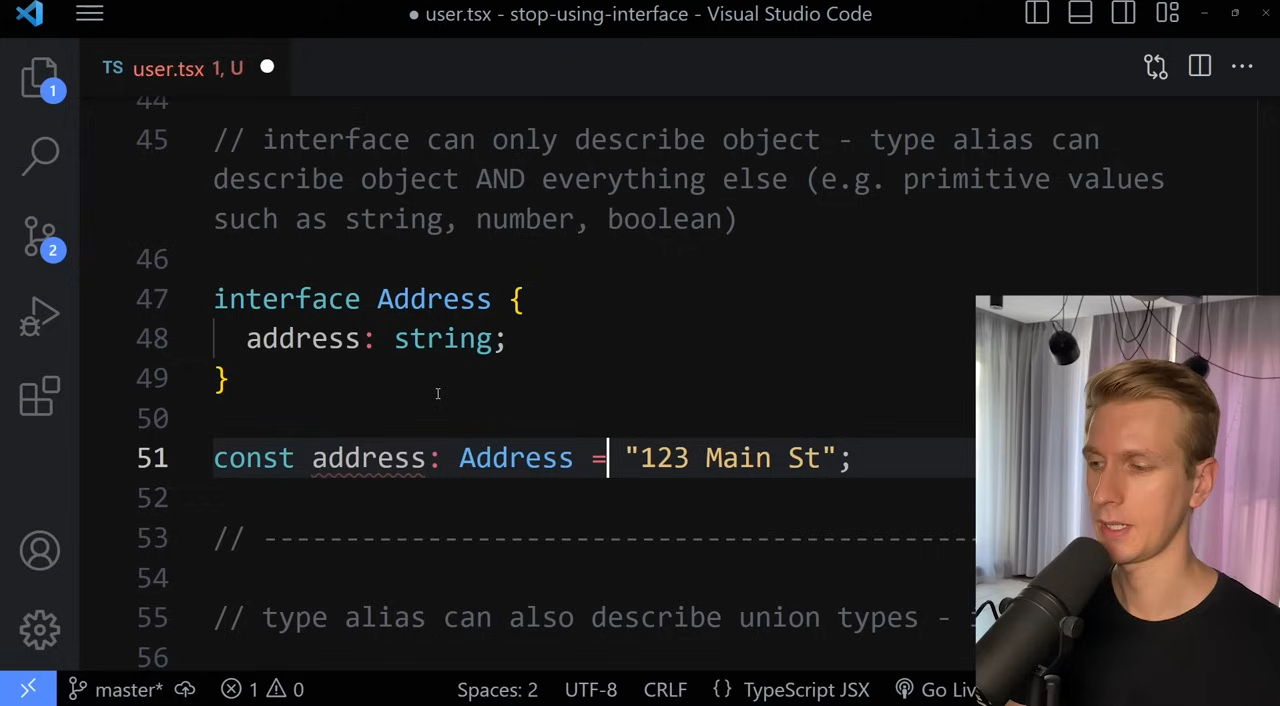 ● user.tsx - stop-using-interface - Visual Studio Code
TS user.tsx 1, U
1
44
45 // interface can only describe object - type alias can
describe object AND everything else (e.g. primitive values
such as string, number, boolean)
46
2
47 interface Address {
48 address: string;
49 }
50
51 const address: Address = "123 Main St";
52
53 // -------------------------------------------
54
55 // type alias can also describe union types -
56
master* 1 0 Spaces: 2 UTF-8 CRLF {} TypeScript JSX Go Liv